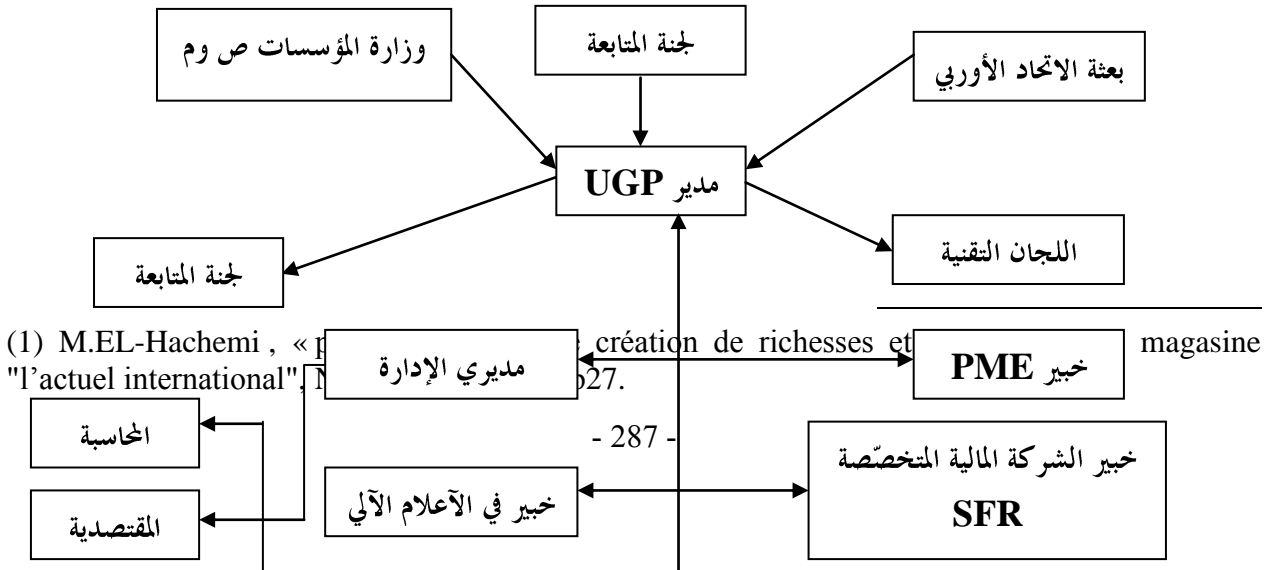 وزارة المؤسسات ص وم
لجنة المتابعة
بعثة الاتحاد الأوربي
مدير UGP
لجنة المتابعة
اللجان التقنية
(1) M.EL-Hachemi , « p création de richesses et magasine
"l’actuel international", 27.
مديري الإدارة
خبير PME
المحاسبة
- 287 -
خبير الشركة المالية المتخصّصة
SFR
خبير في الآعلام الآلي
المقتصدية